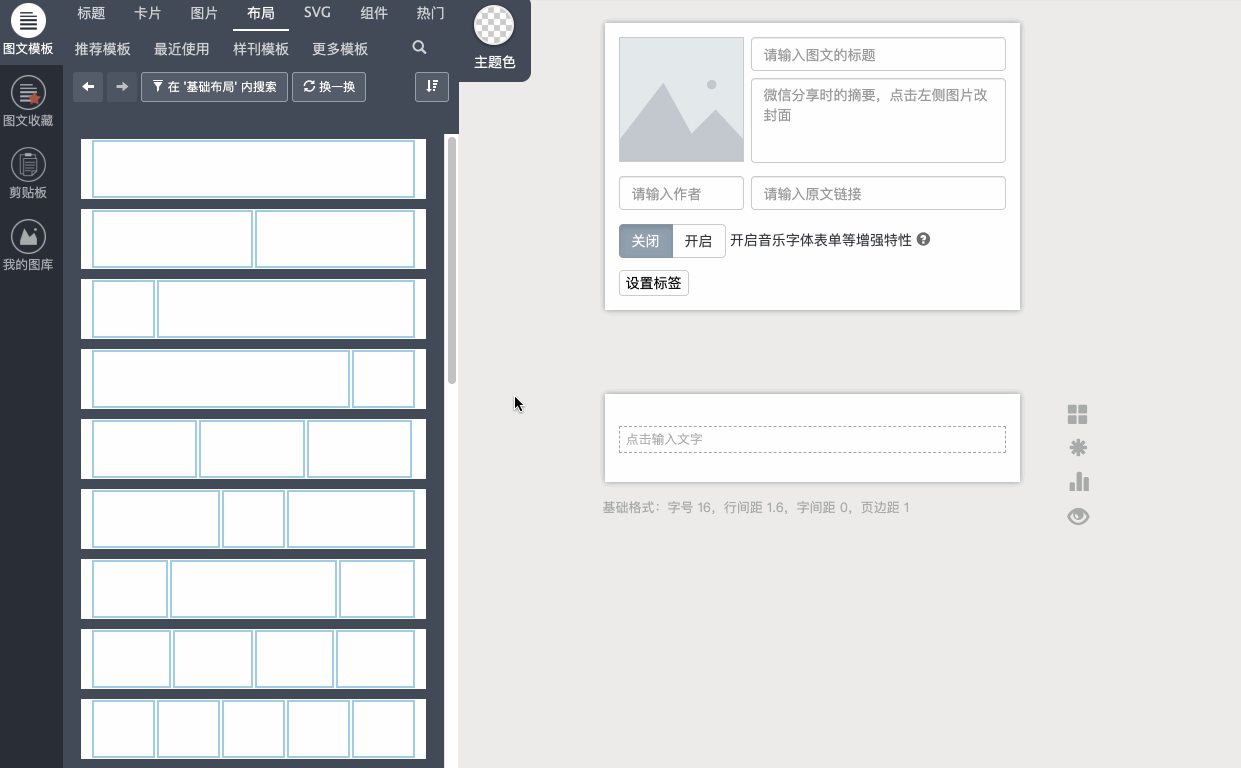 标题 卡片 图片 布局 SVG 组件 热门
图文模板
推荐模板 最近使用 样刊模板 更多模板
主题色
在 '基础布局' 内搜索 换一换
图文收藏
剪贴板
我的图库
请输入图文的标题
微信分享时的摘要，点击左侧图片改
封面
请输入作者 请输入原文链接
关闭 开启 开启音乐字体表单等增强特性
设置标签
点击输入文字
基础格式：字号 16，行间距 1.6，字间距 0，页边距 1